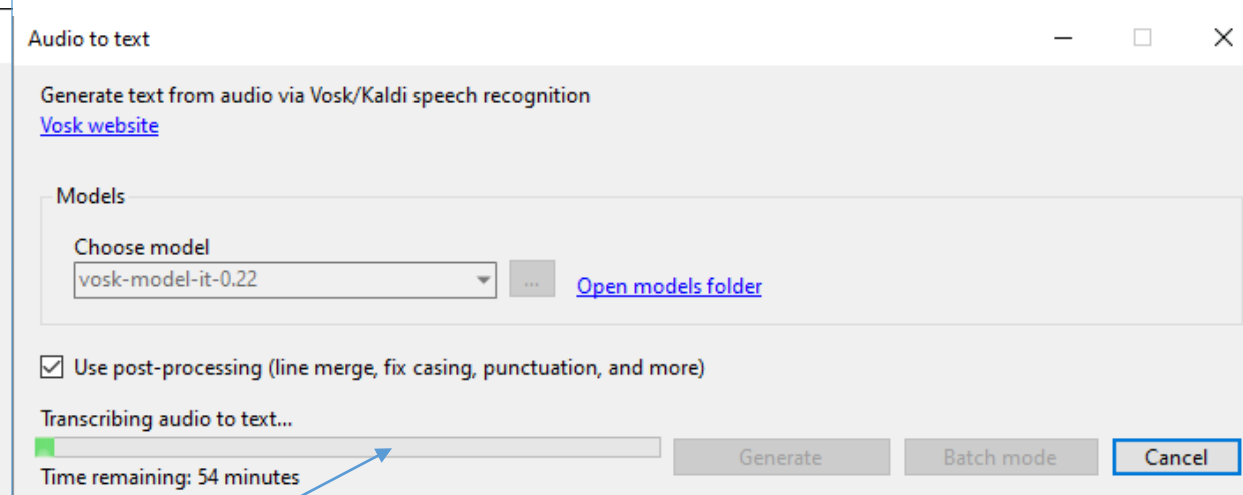 Audio to text
Generate text from audio via Vosk/Kaldi speech recognition
Vosk website
Models
Choose model
vosk-model-it-0.22
...
Open models folder
Use post-processing (line merge, fix casing, punctuation, and more)
Transcribing audio to text...
Generate
Batch mode
Cancel
Time remaining: 54 minutes